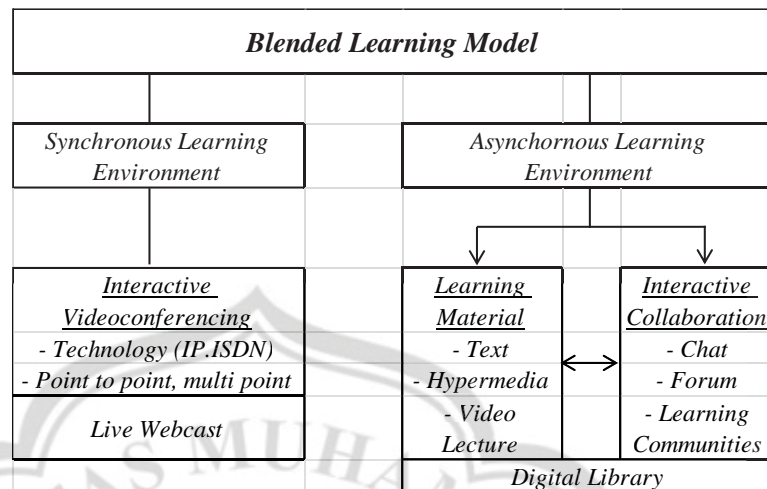 Blended Learning Model
Synchronous Learning
Environment
Asynchornous Learning
Environment
Interactive
Videoconferencing
- Technology (IP.ISDN)
- Point to point, multi point
Live Webcast
Learning
Material
- Text
- Hypermedia
- Video
Lecture
Interactive
Collaboration
- Chat
- Forum
- Learning
Communities
Digital Library